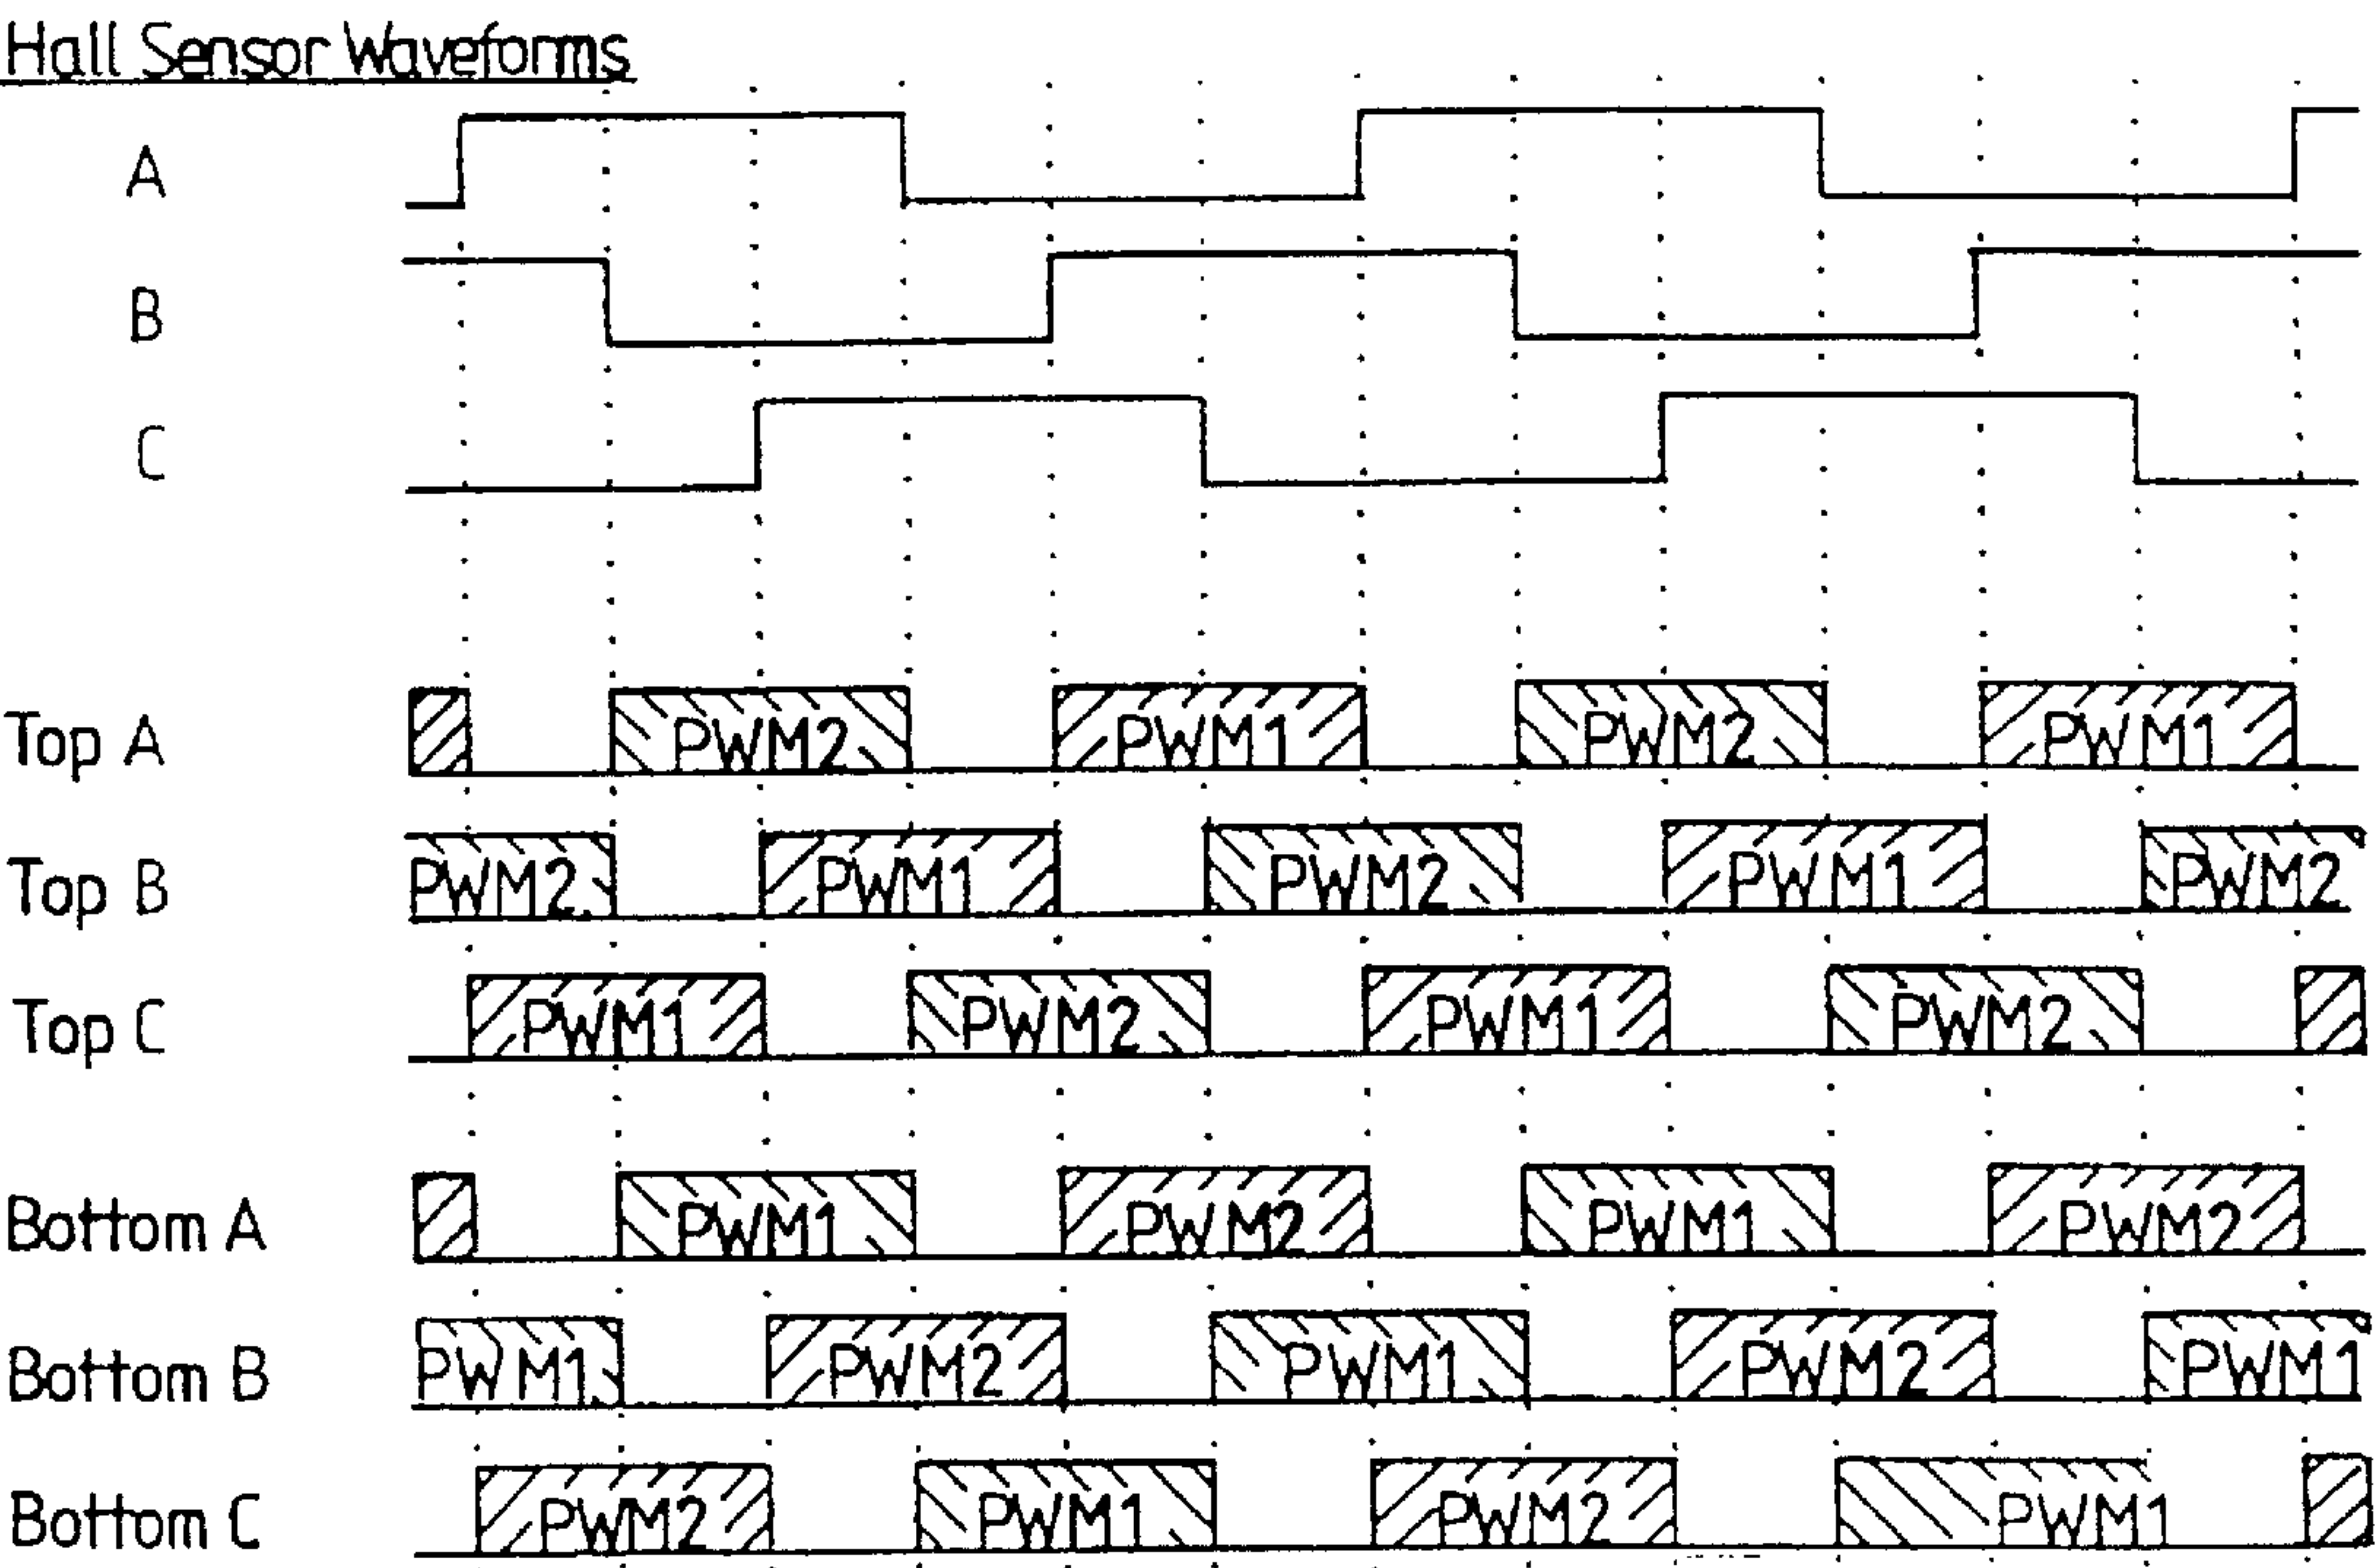 Hall Sensor Waveforms
A
B
C
Top A PWM2 PWM1 PWM2 PWM1
Top B PWM2 PWM1 PWM2 PWM1 PWM2
Top C PWM1 PWM2 PWM1 PWM2
Bottom A PWM1 PWM2 PWM1 PWM2
Bottom B PWM1 PWM2 PWM1 PWM2 PWM1
Bottom C PWM2 PWM1 PWM2 PWM1